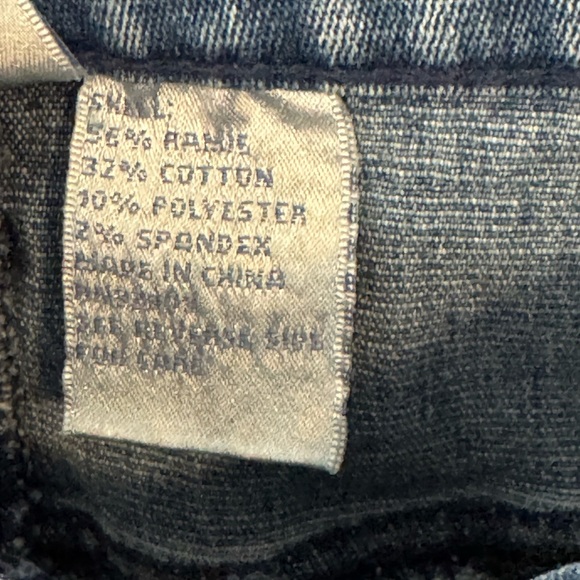 SHELL:
56% RAMIE
32% COTTON
10% POLYESTER
2% SPANDEX
MADE IN CHINA
SEE REVERSE SIDE
FOR CARE